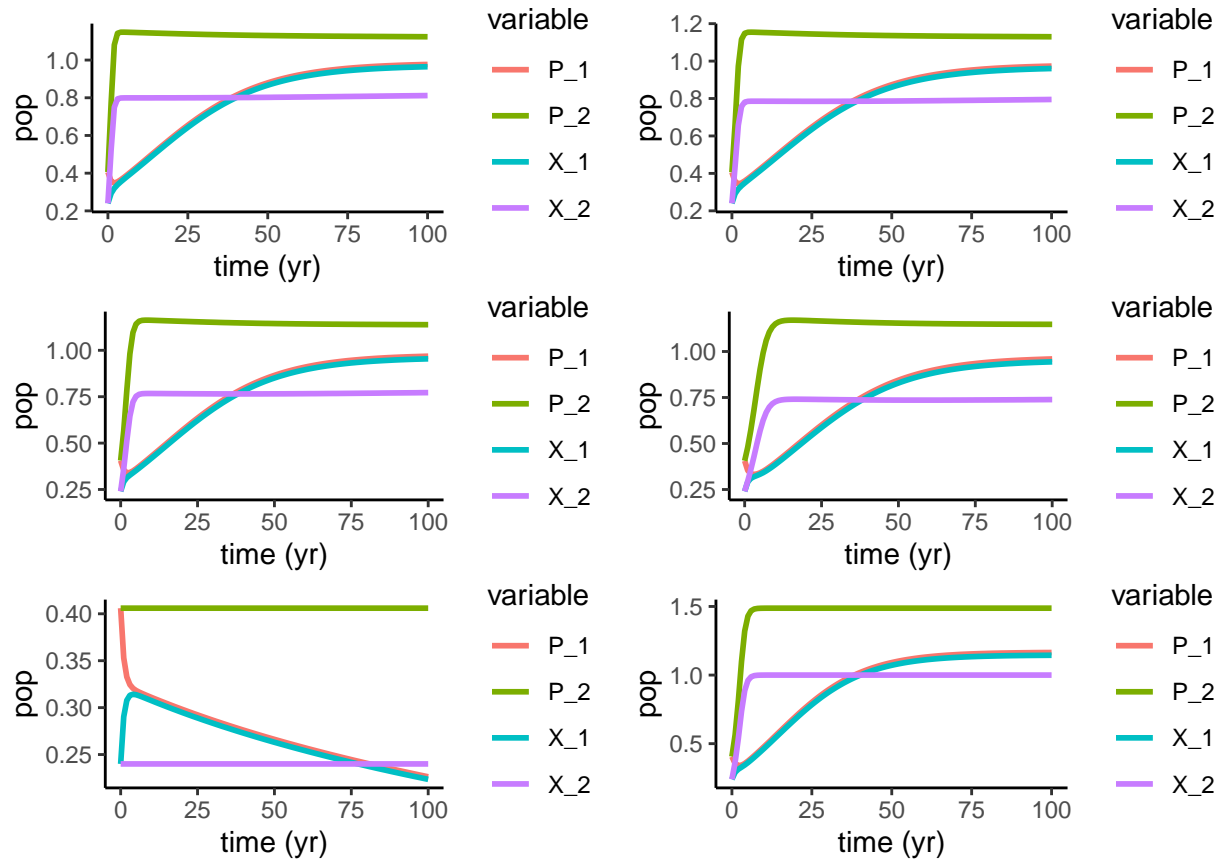 variable
pop
1.0
0.8
0.6
0.4
0.2
0 25 50 75 100
time (yr)
P_1
P_2
X_1
X_2
variable
pop
1.2
1.0
0.8
0.6
0.4
0.2
0 25 50 75 100
time (yr)
P_1
P_2
X_1
X_2
variable
pop
1.00
0.75
0.50
0.25
0 25 50 75 100
time (yr)
P_1
P_2
X_1
X_2
variable
pop
1.00
0.75
0.50
0.25
0 25 50 75 100
time (yr)
P_1
P_2
X_1
X_2
variable
pop
0.40
0.35
0.30
0.25
0 25 50 75 100
time (yr)
P_1
P_2
X_1
X_2
variable
pop
1.5
1.0
0.5
0 25 50 75 100
time (yr)
P_1
P_2
X_1
X_2